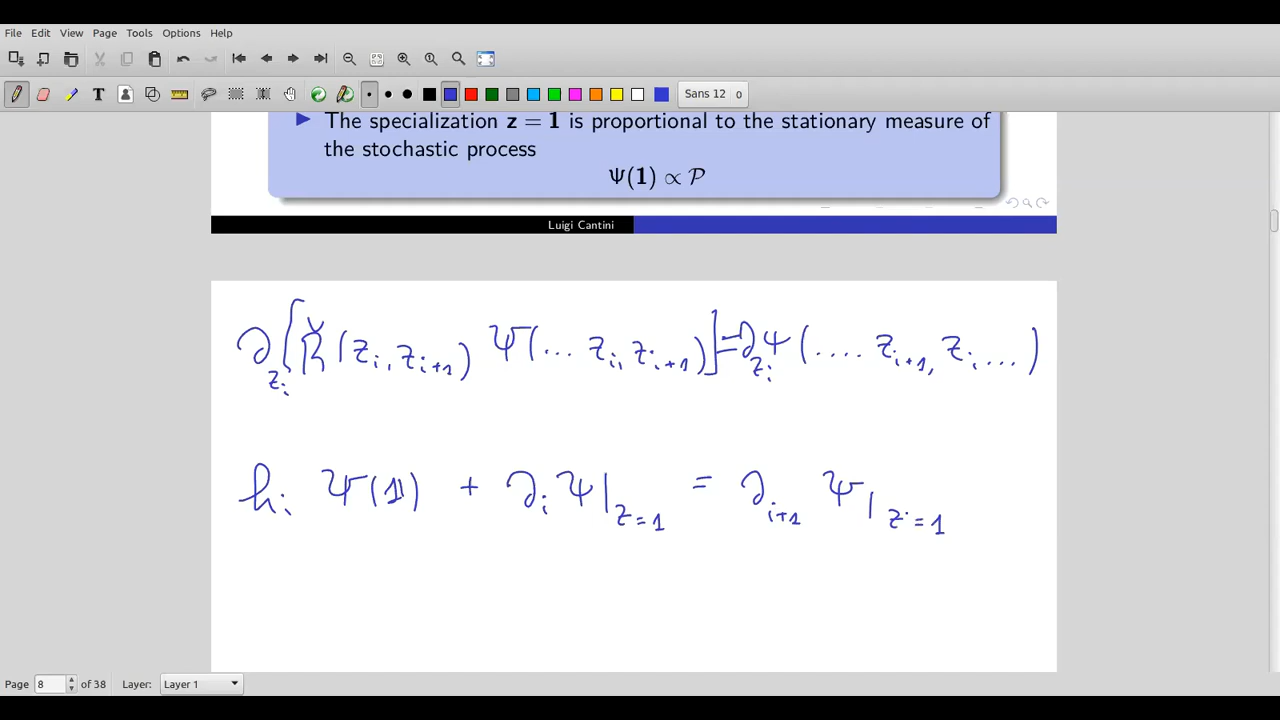 File Edit View Page Tools Options Help
Sans 12 0
The specialization z = 1 is proportional to the stationary measure of
the stochastic process
Ψ(1) ∝ 𝒫
Luigi Cantini
∂_{z_i} [Ř(z_i, z_{i+1}) Ψ(... z_i, z_{i+1})] = ∂_{z_i} Ψ(.... z_{i+1}, z_i ...)
h_i Ψ(1) + ∂_i Ψ|_{z=1} = ∂_{i+1} Ψ|_{z=1}
Page 8 of 38 Layer: Layer 1